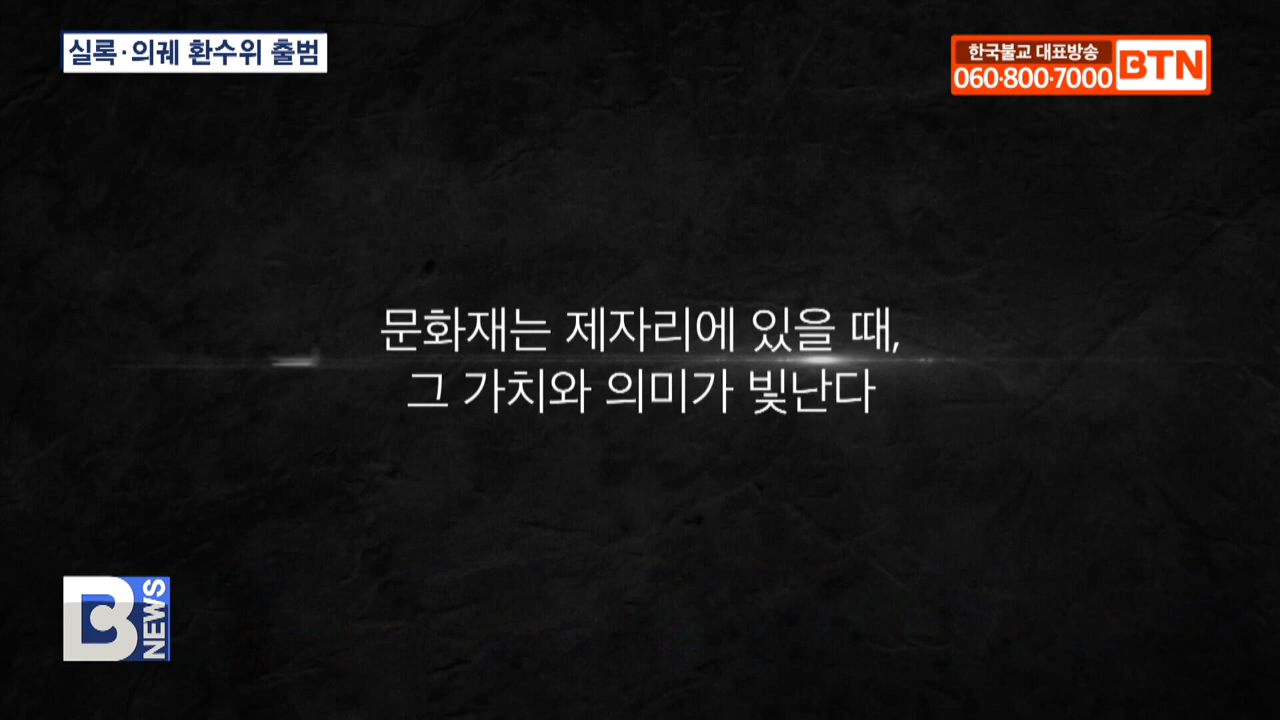 실록·의궤 환수위 출범
한국불교 대표방송
060·800·7000
BTN
문화재는 제자리에 있을 때,
그 가치와 의미가 빛난다
B NEWS